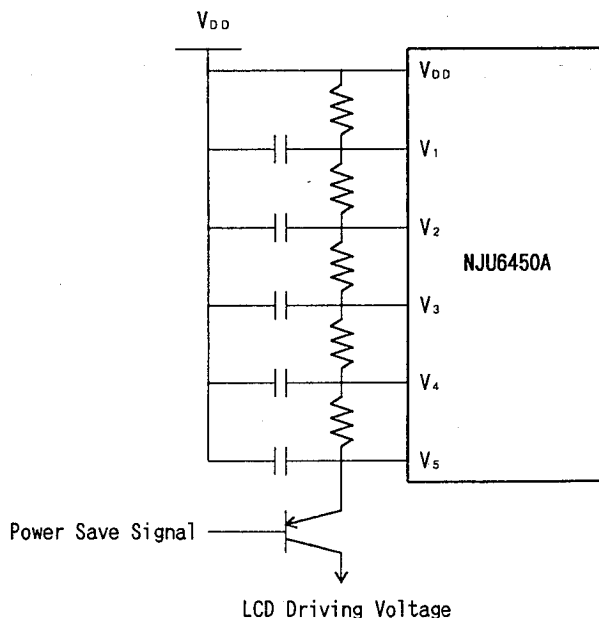 VDD
VDD
V1
V2
NJU6450A
V3
V4
V5
Power Save Signal
LCD Driving Voltage